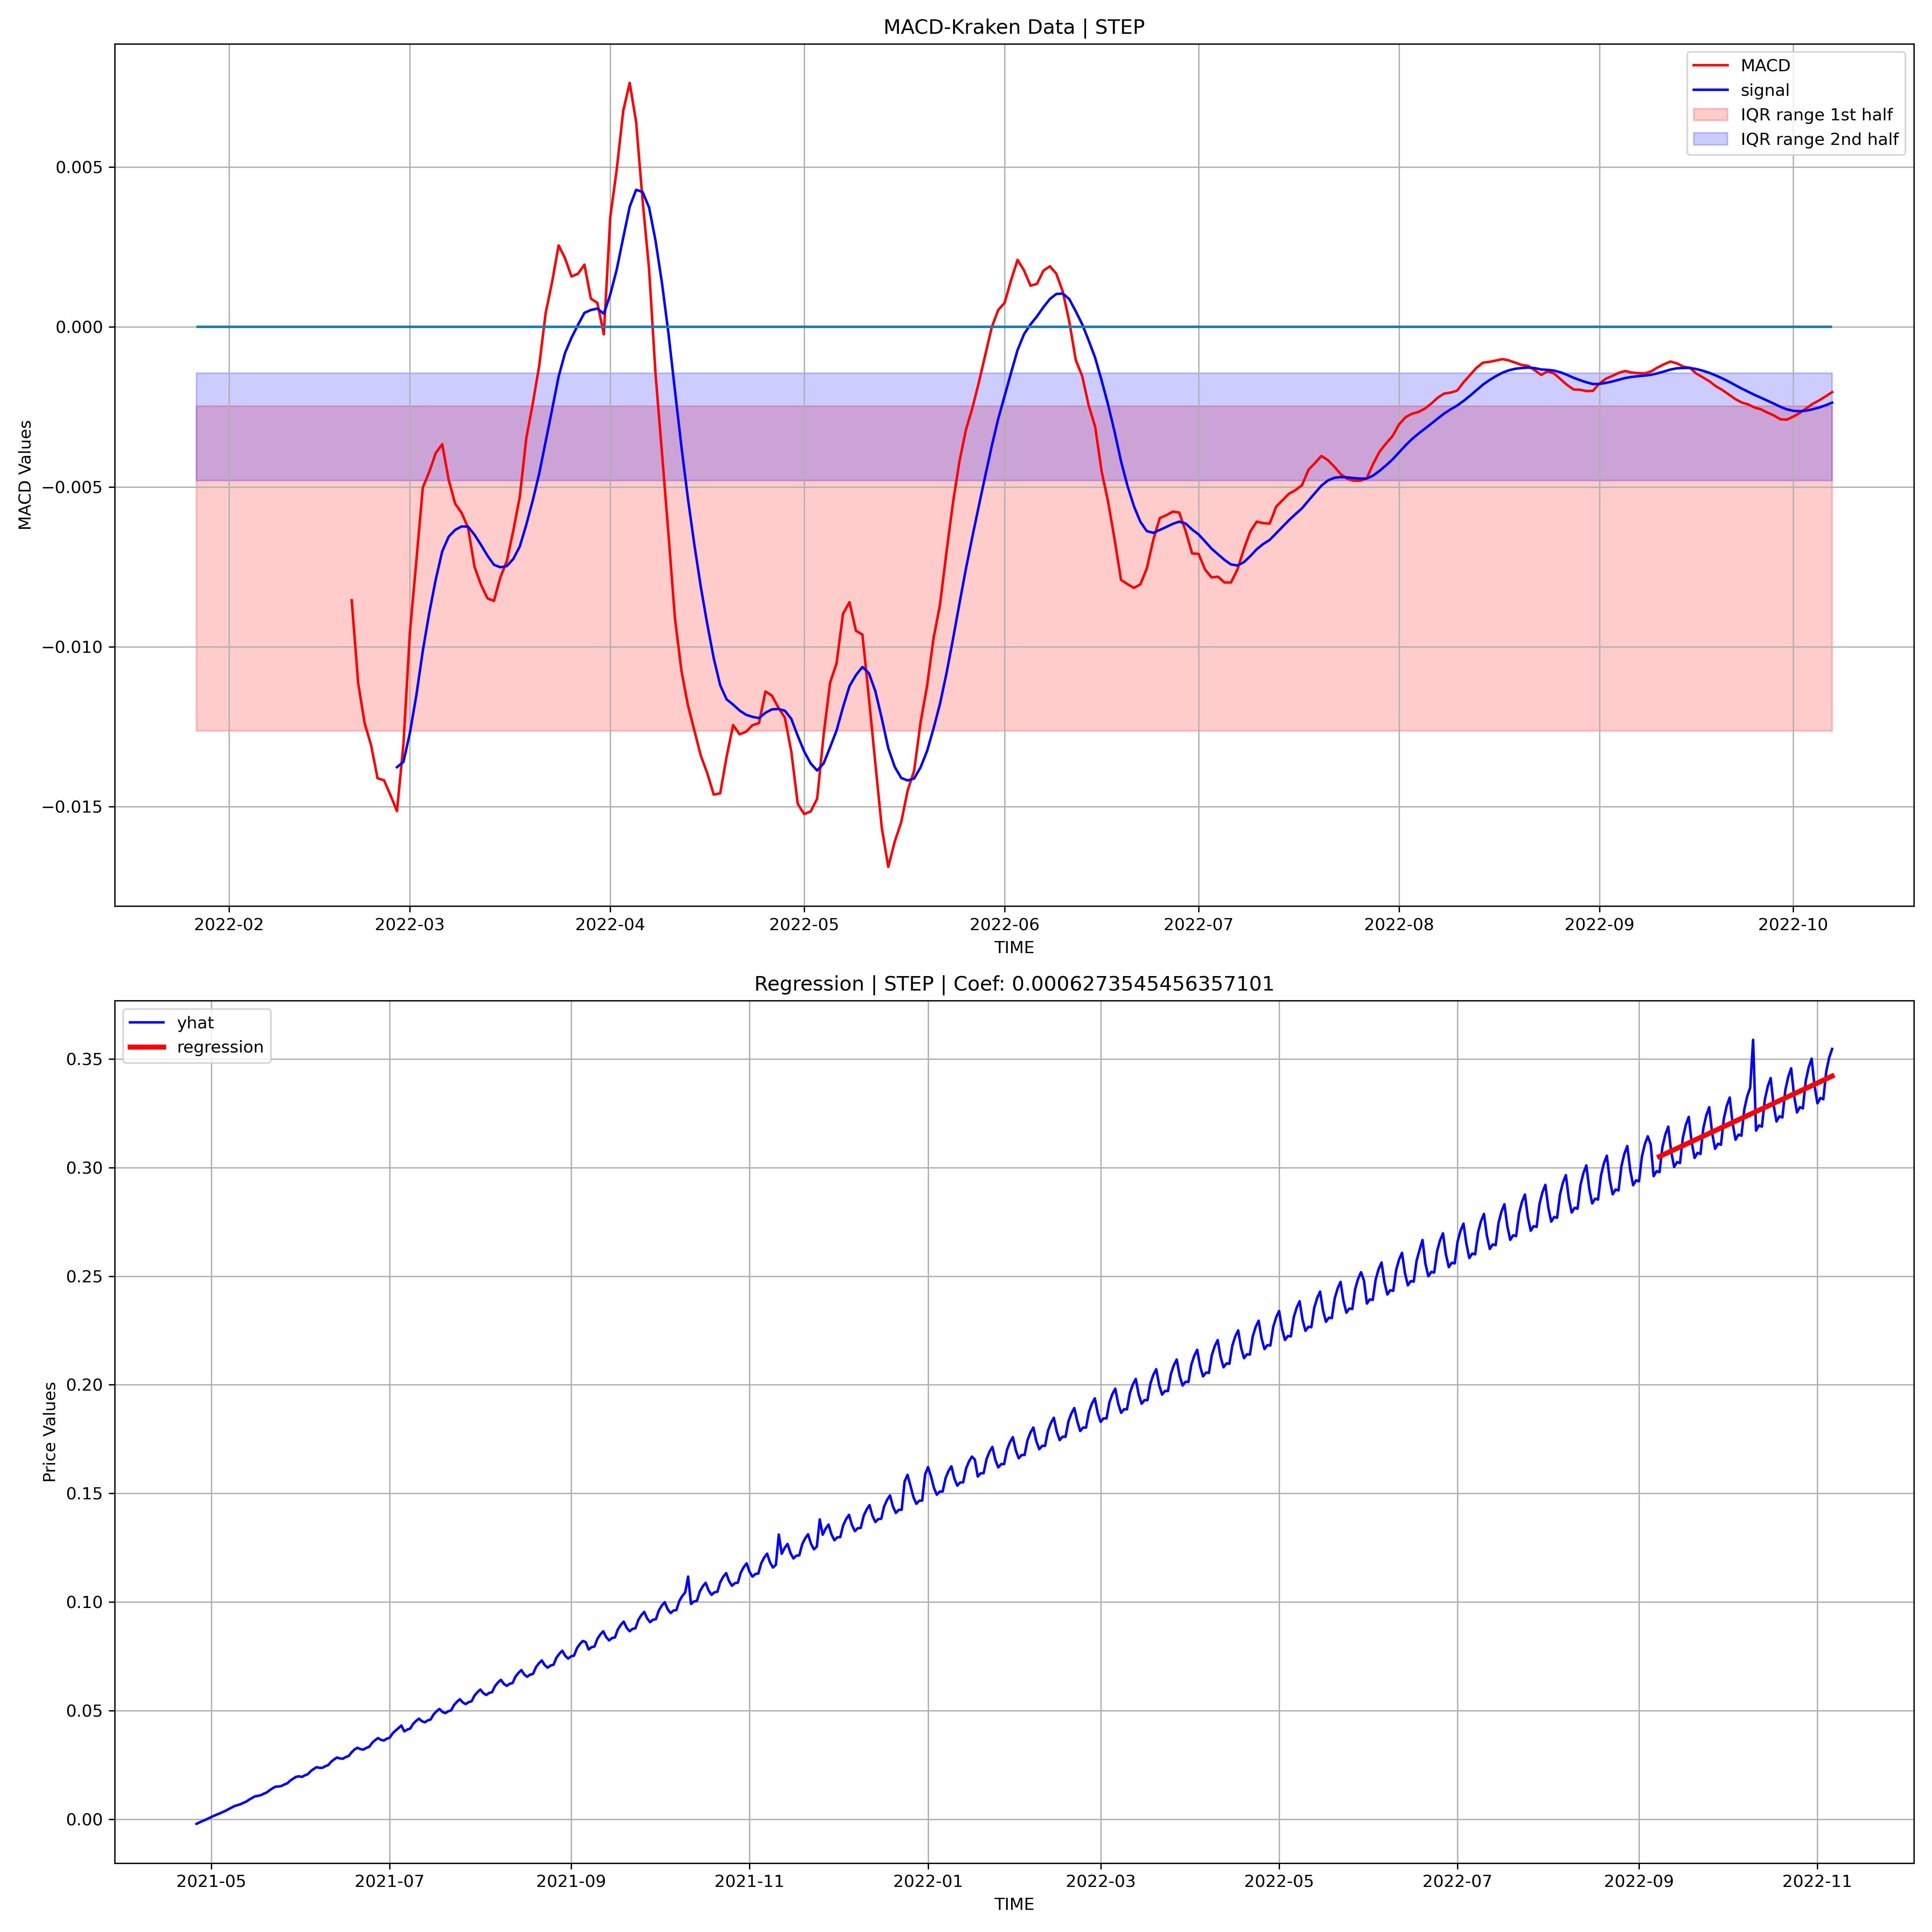 MACD-Kraken Data | STEP
MACD
signal
IQR range 1st half
IQR range 2nd half
MACD Values
0.005
0.000
−0.005
−0.010
−0.015
2022-02
2022-03
2022-04
2022-05
2022-06
2022-07
2022-08
2022-09
2022-10
TIME
Regression | STEP | Coef: 0.0006273545456357101
yhat
regression
Price Values
0.35
0.30
0.25
0.20
0.15
0.10
0.05
0.00
2021-05
2021-07
2021-09
2021-11
2022-01
2022-03
2022-05
2022-07
2022-09
2022-11
TIME